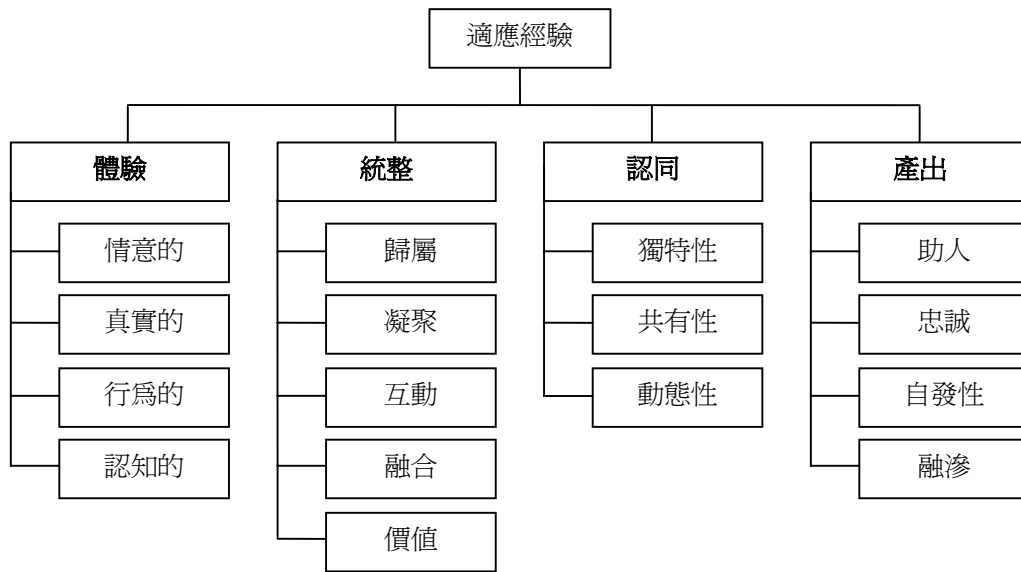 適應經驗
體驗
情意的
真實的
行爲的
認知的
統整
歸屬
凝聚
互動
融合
價值
認同
獨特性
共有性
動態性
產出
助人
忠誠
自發性
融滲